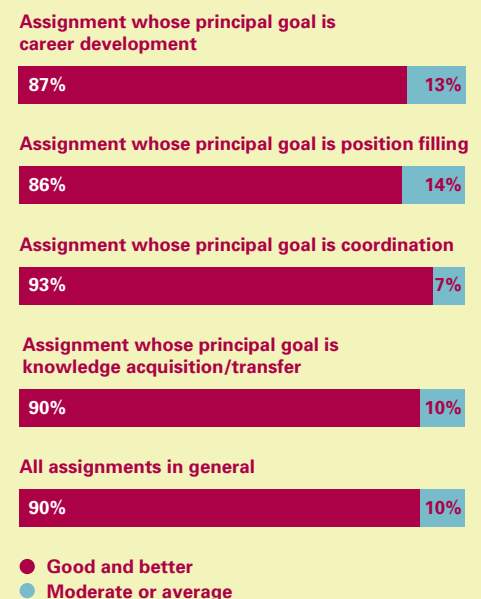 Assignment whose principal goal is
career development
87% 13%
Assignment whose principal goal is position filling
86% 14%
Assignment whose principal goal is coordination
93% 7%
Assignment whose principal goal is
knowledge acquisition/transfer
90% 10%
All assignments in general
90% 10%
Good and better
Moderate or average